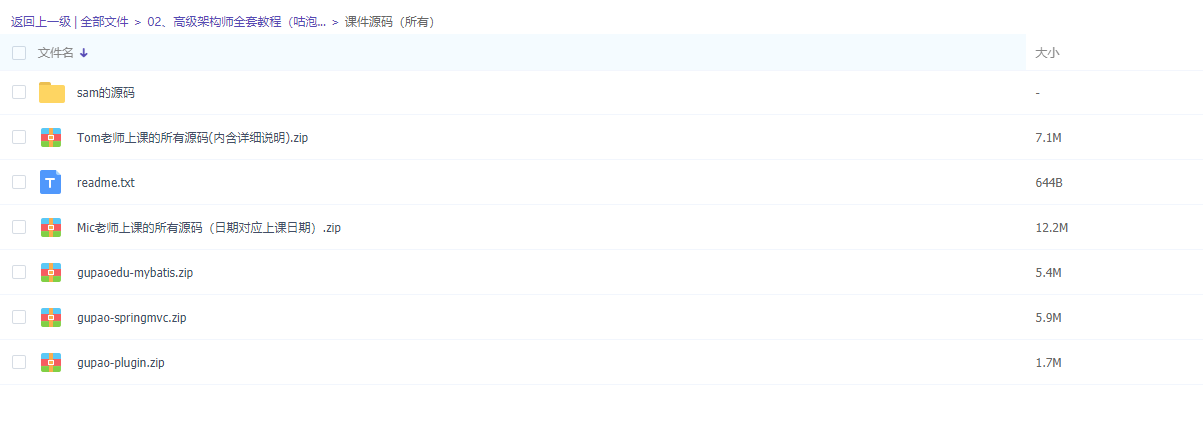 返回上一级 | 全部文件 > 02、高级架构师全套教程（咕泡... > 课件源码（所有）
文件名 大小
sam的源码 -
Tom老师上课的所有源码(内含详细说明).zip 7.1M
readme.txt 644B
Mic老师上课的所有源码（日期对应上课日期）.zip 12.2M
gupaoedu-mybatis.zip 5.4M
gupao-springmvc.zip 5.9M
gupao-plugin.zip 1.7M